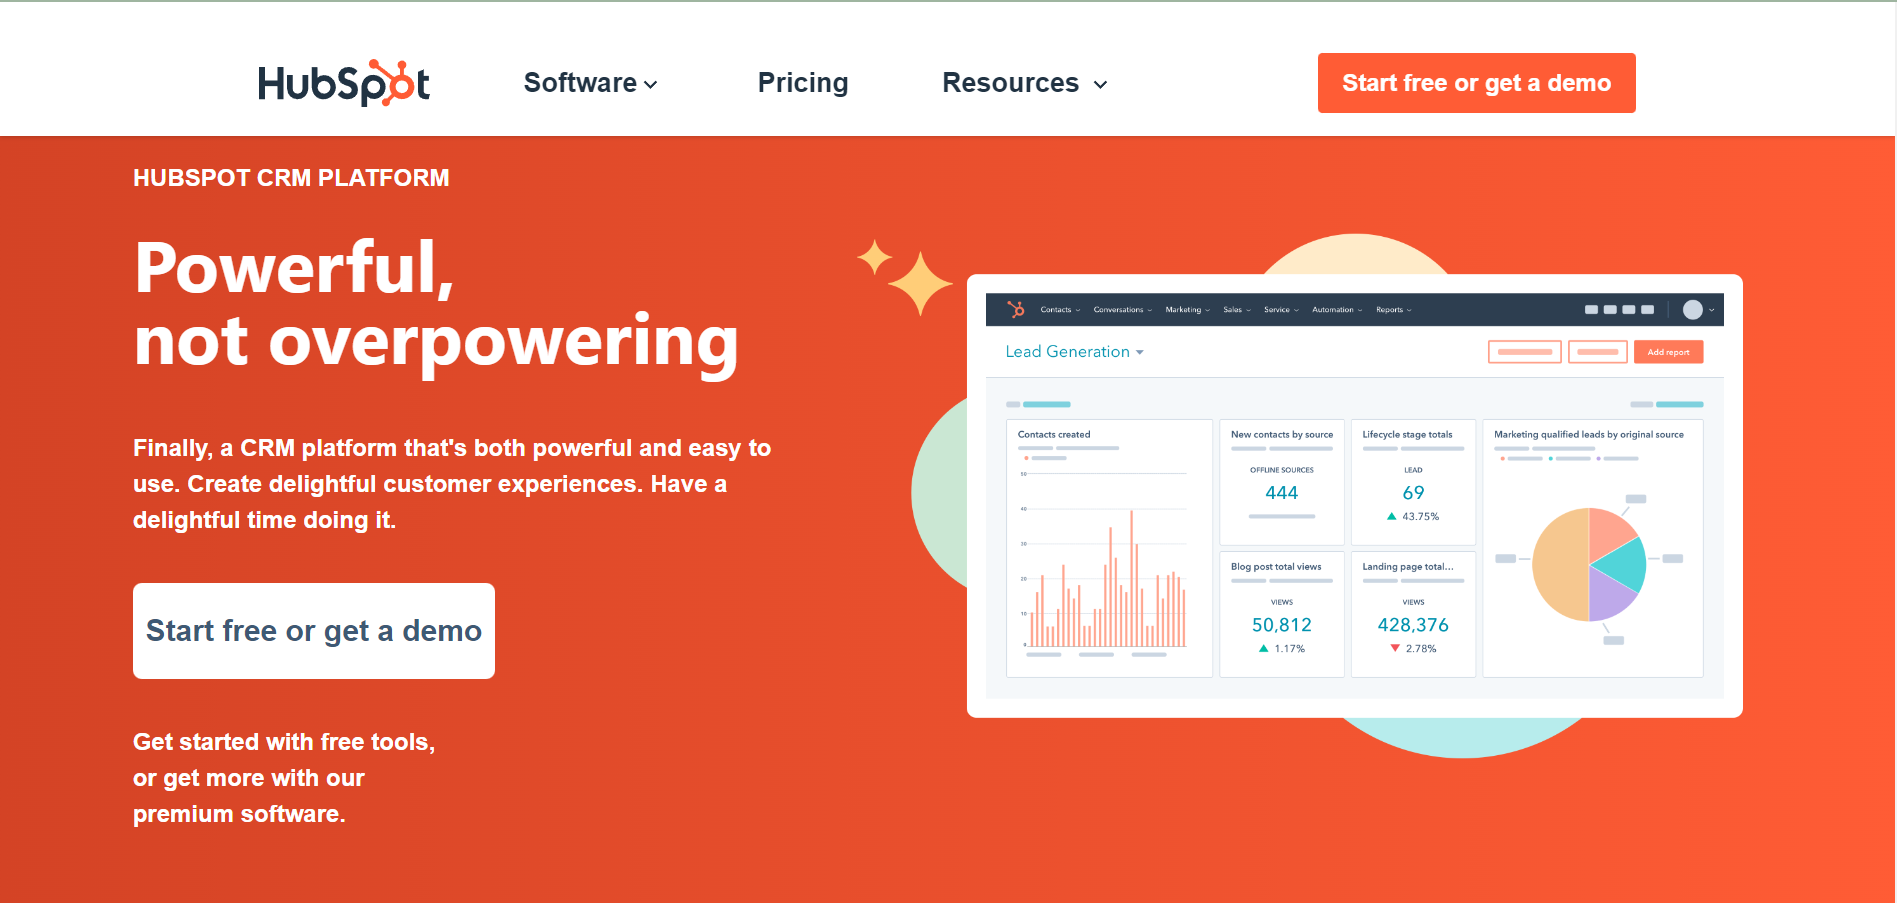 HubSpot
Software
Pricing
Resources
Start free or get a demo
HUBSPOT CRM PLATFORM
Powerful,
not overpowering
Finally, a CRM platform that's both powerful and easy to
use. Create delightful customer experiences. Have a
delightful time doing it.
Start free or get a demo
Get started with free tools,
or get more with our
premium software.
Contacts
Conversations
Marketing
Sales
Service
Automation
Reports
Lead Generation
Add report
Contacts created
50
40
30
20
10
0
New contacts by source
OFFLINE SOURCES
444
Lifecycle stage totals
LEAD
69
43.75%
Blog post total views
VIEWS
50,812
1.17%
Landing page total...
VIEWS
428,376
2.78%
Marketing qualified leads by original source